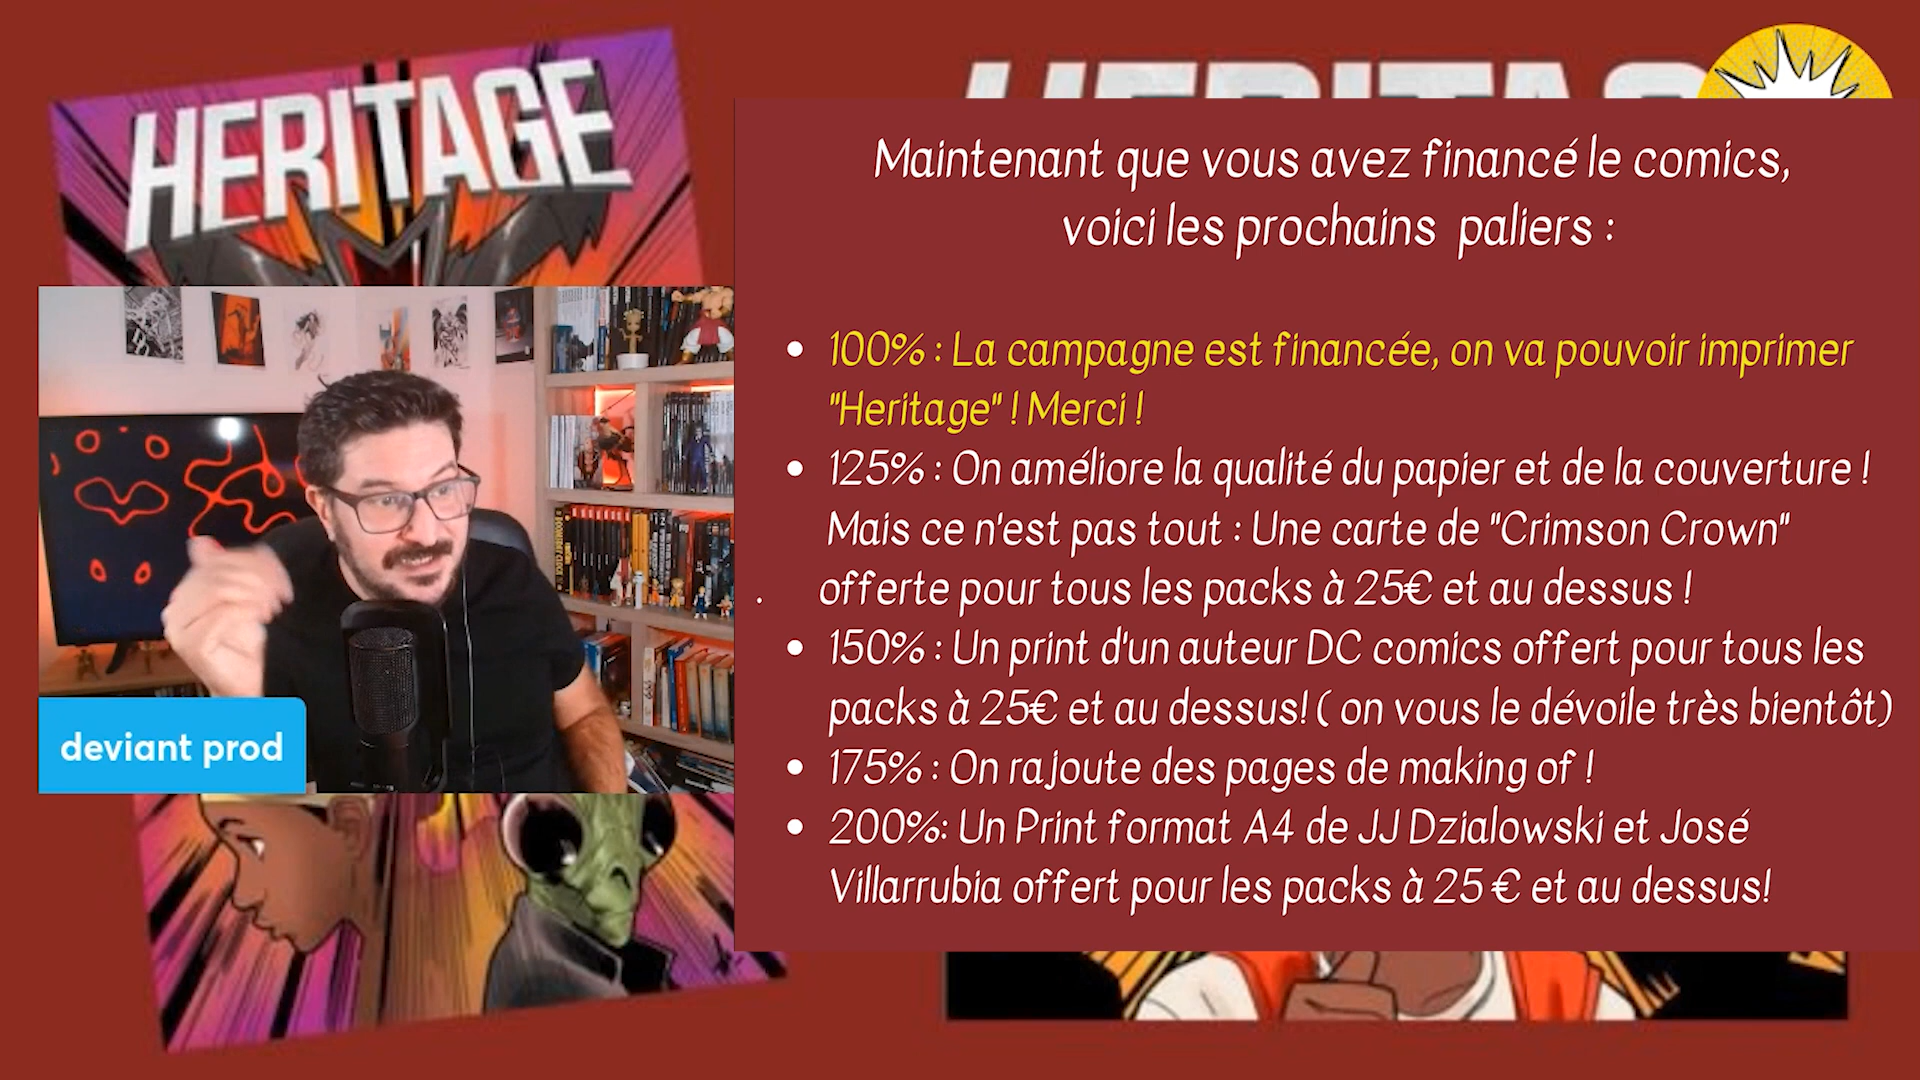 HERITAGE
HERITAG
Maintenant que vous avez financé le comics,
voici les prochains paliers :
100% : La campagne est financée, on va pouvoir imprimer
"Heritage" ! Merci !
125% : On améliore la qualité du papier et de la couverture !
Mais ce n'est pas tout : Une carte de "Crimson Crown"
. offerte pour tous les packs à 25€ et au dessus !
150% : Un print d'un auteur DC comics offert pour tous les
packs à 25€ et au dessus! ( on vous le dévoile très bientôt)
175% : On rajoute des pages de making of !
200%: Un Print format A4 de JJ Dzialowski et José
Villarrubia offert pour les packs à 25 € et au dessus!
deviant prod